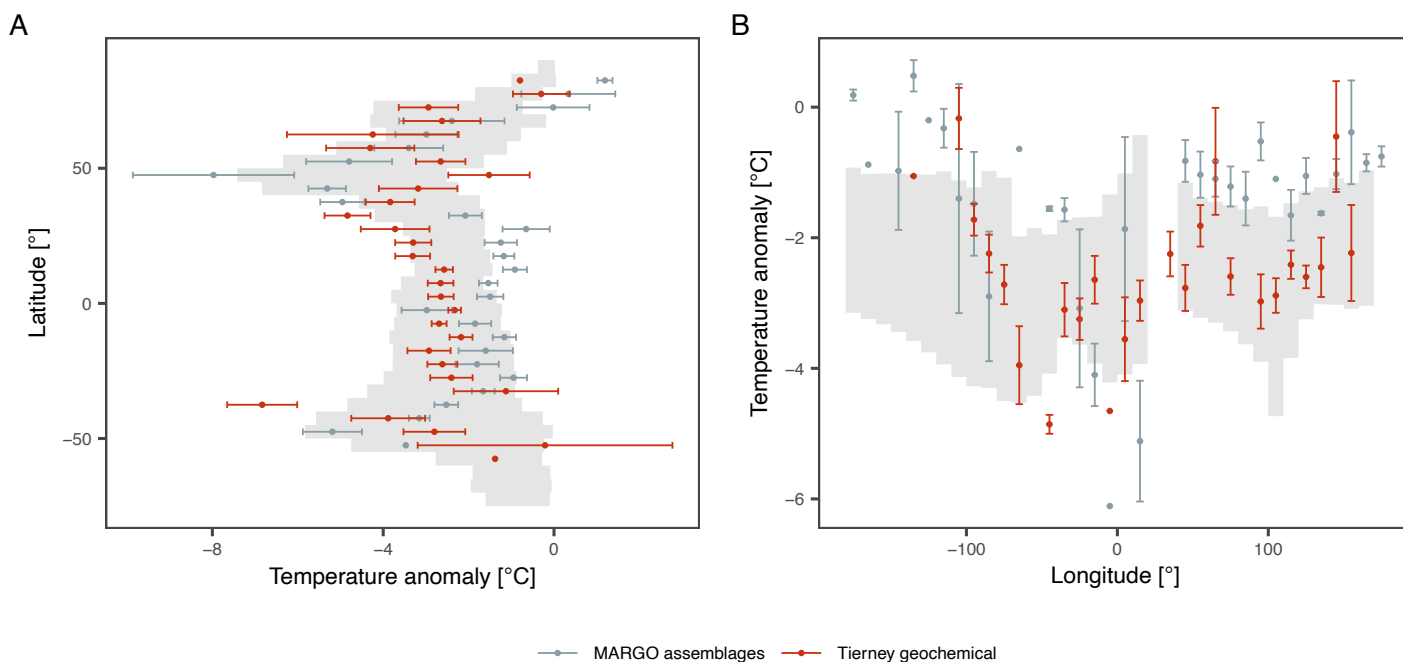 A
B
Latitude [°]
50
0
−50
−8
−4
0
Temperature anomaly [°C]
Temperature anomaly [°C]
0
−2
−4
−6
−100
0
100
Longitude [°]
MARGO assemblages
Tierney geochemical